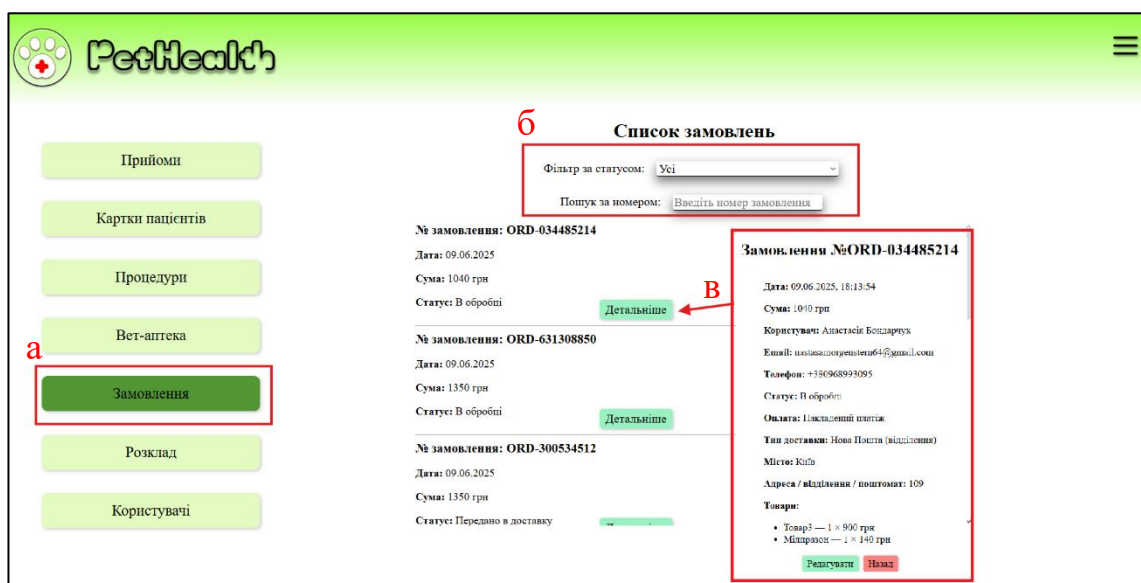 PetHealth
Прийоми
Картки пацієнтів
Процедури
Вет-аптека
а
Замовлення
Розклад
Користувачі
б
Список замовлень
Фільтр за статусом: Усі
Пошук за номером: Введіть номер замовлення
№ замовлення: ORD-034485214
Дата: 09.06.2025
Сума: 1040 грн
Статус: В обробці
Детальніше
№ замовлення: ORD-631308850
Дата: 09.06.2025
Сума: 1350 грн
Статус: В обробці
Детальніше
№ замовлення: ORD-300534512
Дата: 09.06.2025
Сума: 1350 грн
Статус: Передано в доставку
в
Замовлення №ORD-034485214
Дата: 09.06.2025, 18:13:54
Сума: 1040 грн
Користувач: Анастасія Бондарчук
Email: nastasamorgenstern64@gmail.com
Телефон: +380968993095
Статус: В обробці
Оплата: Накладений платіж
Тип доставки: Нова Пошта (відділення)
Місто: Київ
Адреса / відділення / поштомат: 109
Товари:
• Товар3 — 1 × 900 грн
• Мілпразон — 1 × 140 грн
Редагувати
Назад